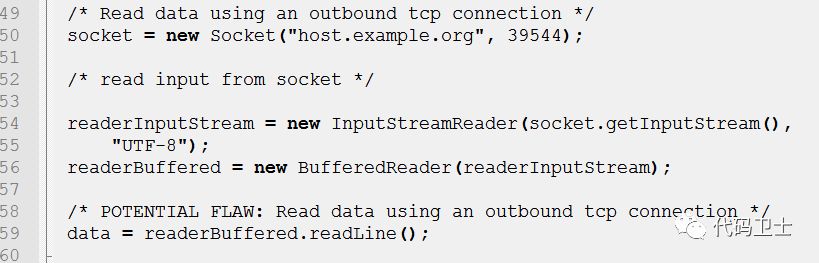 49 /* Read data using an outbound tcp connection */
50 socket = new Socket("host.example.org", 39544);
51
52 /* read input from socket */
53
54 readerInputStream = new InputStreamReader(socket.getInputStream(),
55 "UTF-8");
56 readerBuffered = new BufferedReader(readerInputStream);
57
58 /* POTENTIAL FLAW: Read data using an outbound tcp connection */
59 data = readerBuffered.readLine();
60
代码卫士